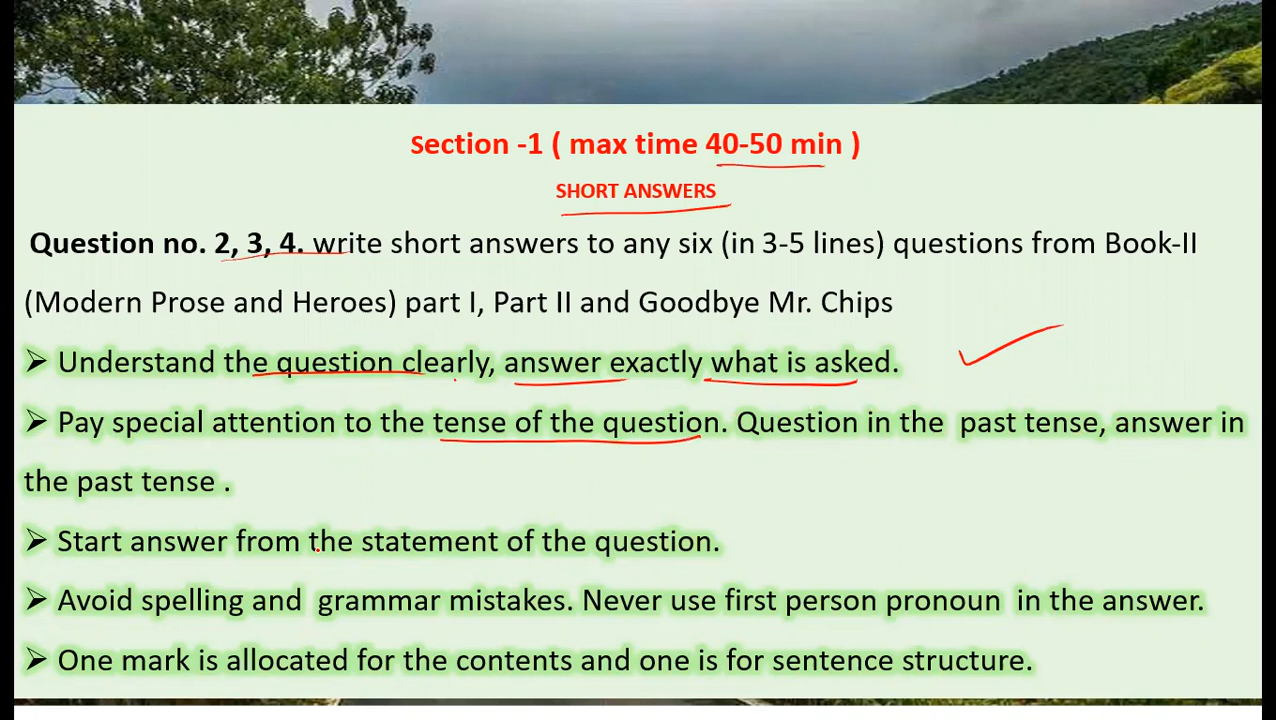 Section -1 ( max time 40-50 min )
SHORT ANSWERS
Question no. 2, 3, 4. write short answers to any six (in 3-5 lines) questions from Book-II
(Modern Prose and Heroes) part I, Part II and Goodbye Mr. Chips
➢ Understand the question clearly, answer exactly what is asked.
➢ Pay special attention to the tense of the question. Question in the past tense, answer in
the past tense .
➢ Start answer from the statement of the question.
➢ Avoid spelling and grammar mistakes. Never use first person pronoun in the answer.
➢ One mark is allocated for the contents and one is for sentence structure.